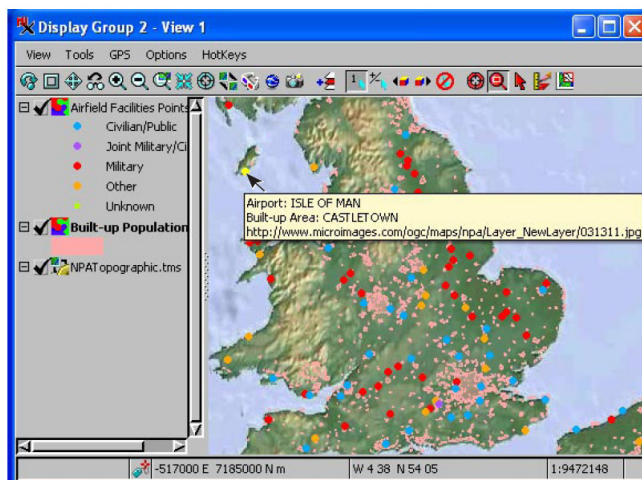 Display Group 2 - View 1
View Tools GPS Options HotKeys
Airfield Facilities Points
Civilian/Public
Joint Military/Ci
Military
Other
Unknown
Built-up Population
NPATopographic.tms
Airport: ISLE OF MAN
Built-up Area: CASTLETOWN
http://www.microimages.com/ogc/maps/npa/Layer_NewLayer/031311.jpg
-517000 E 7185000 N m W 4 38 N 54 05 1:9472148